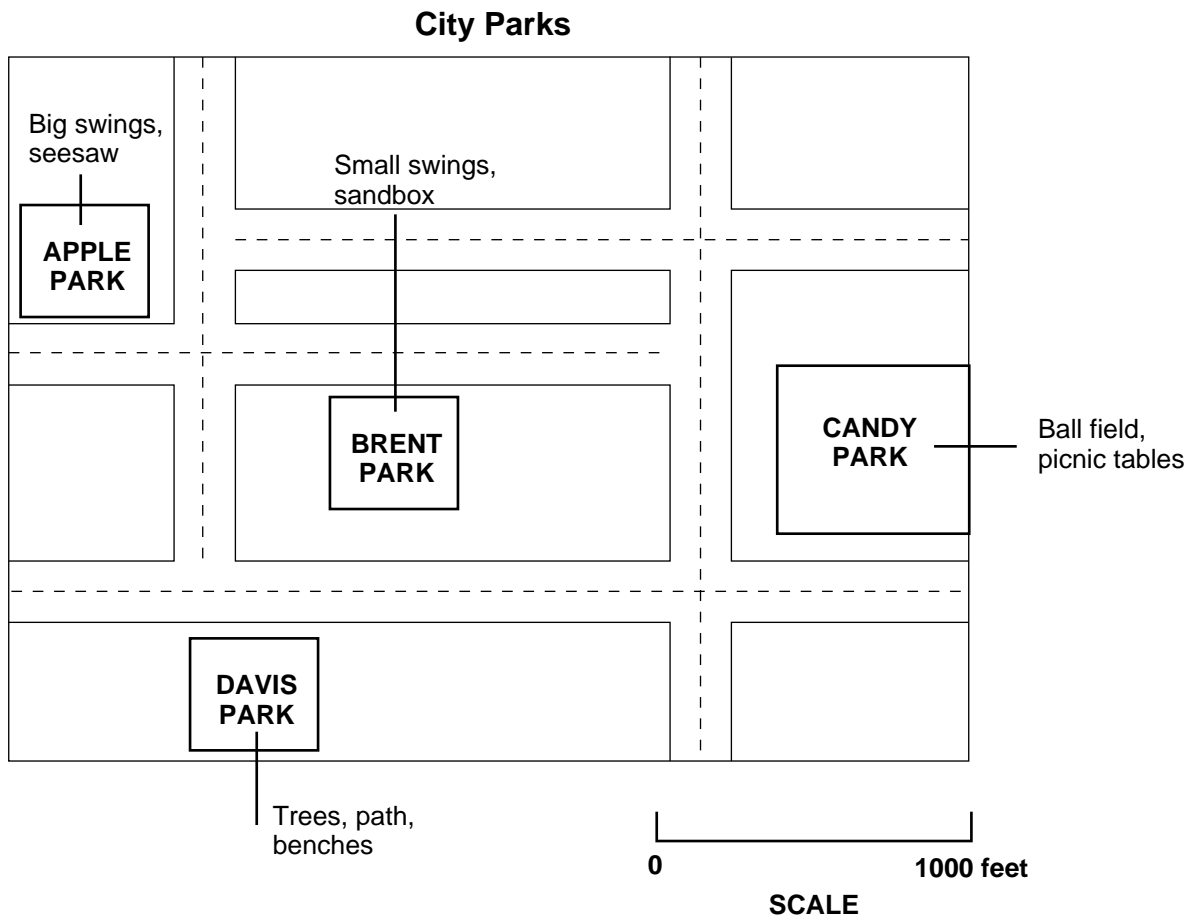 City Parks
Big swings,
seesaw
Small swings,
sandbox
APPLE
PARK
BRENT
PARK
CANDY
PARK
Ball field,
picnic tables
DAVIS
PARK
Trees, path,
benches
0
1000 feet
SCALE